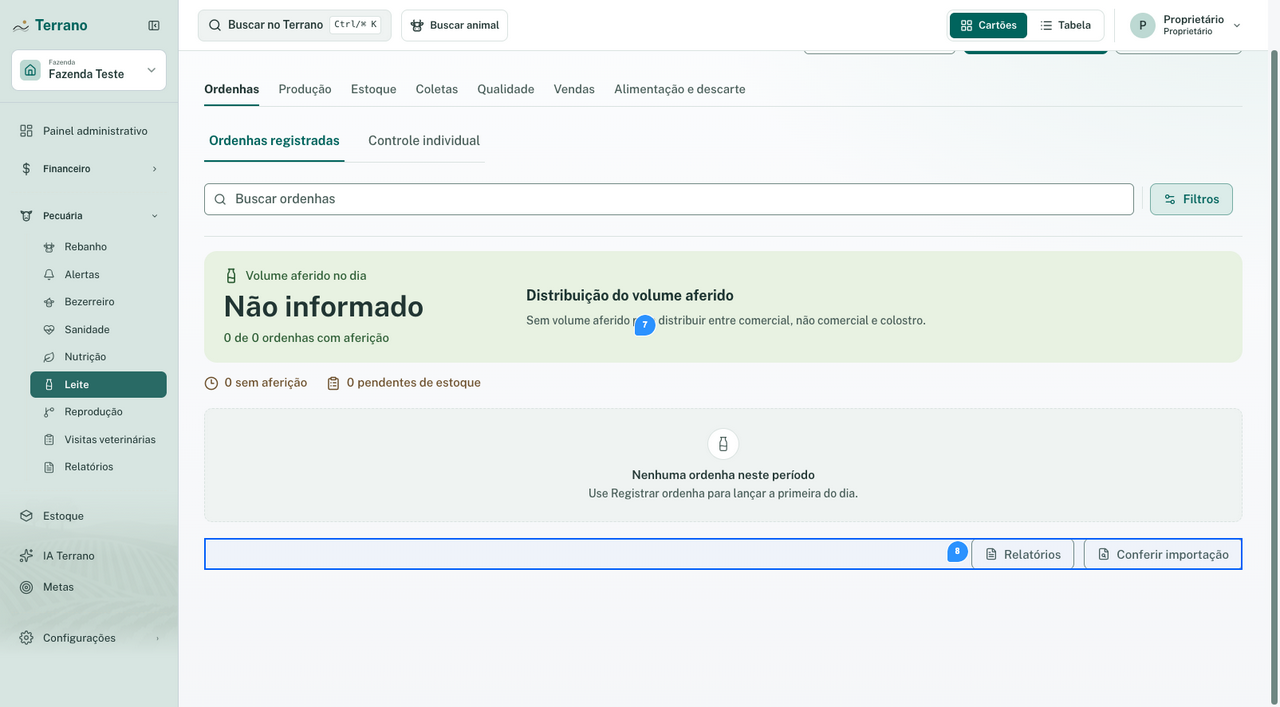 Terrano
Buscar no Terrano
Ctrl/⌘ K
Buscar animal
Cartões
Tabela
P
Proprietário
Proprietário
Fazenda
Fazenda Teste
Painel administrativo
Financeiro
Pecuária
Rebanho
Alertas
Bezerreiro
Sanidade
Nutrição
Leite
Reprodução
Visitas veterinárias
Relatórios
Estoque
IA Terrano
Metas
Configurações
Ordenhas
Produção
Estoque
Coletas
Qualidade
Vendas
Alimentação e descarte
Ordenhas registradas
Controle individual
Buscar ordenhas
Filtros
Volume aferido no dia
Não informado
0 de 0 ordenhas com aferição
Distribuição do volume aferido
Sem volume aferido distribuir entre comercial, não comercial e colostro.
7
0 sem aferição
0 pendentes de estoque
Nenhuma ordenha neste período
Use Registrar ordenha para lançar a primeira do dia.
8
Relatórios
Conferir importação